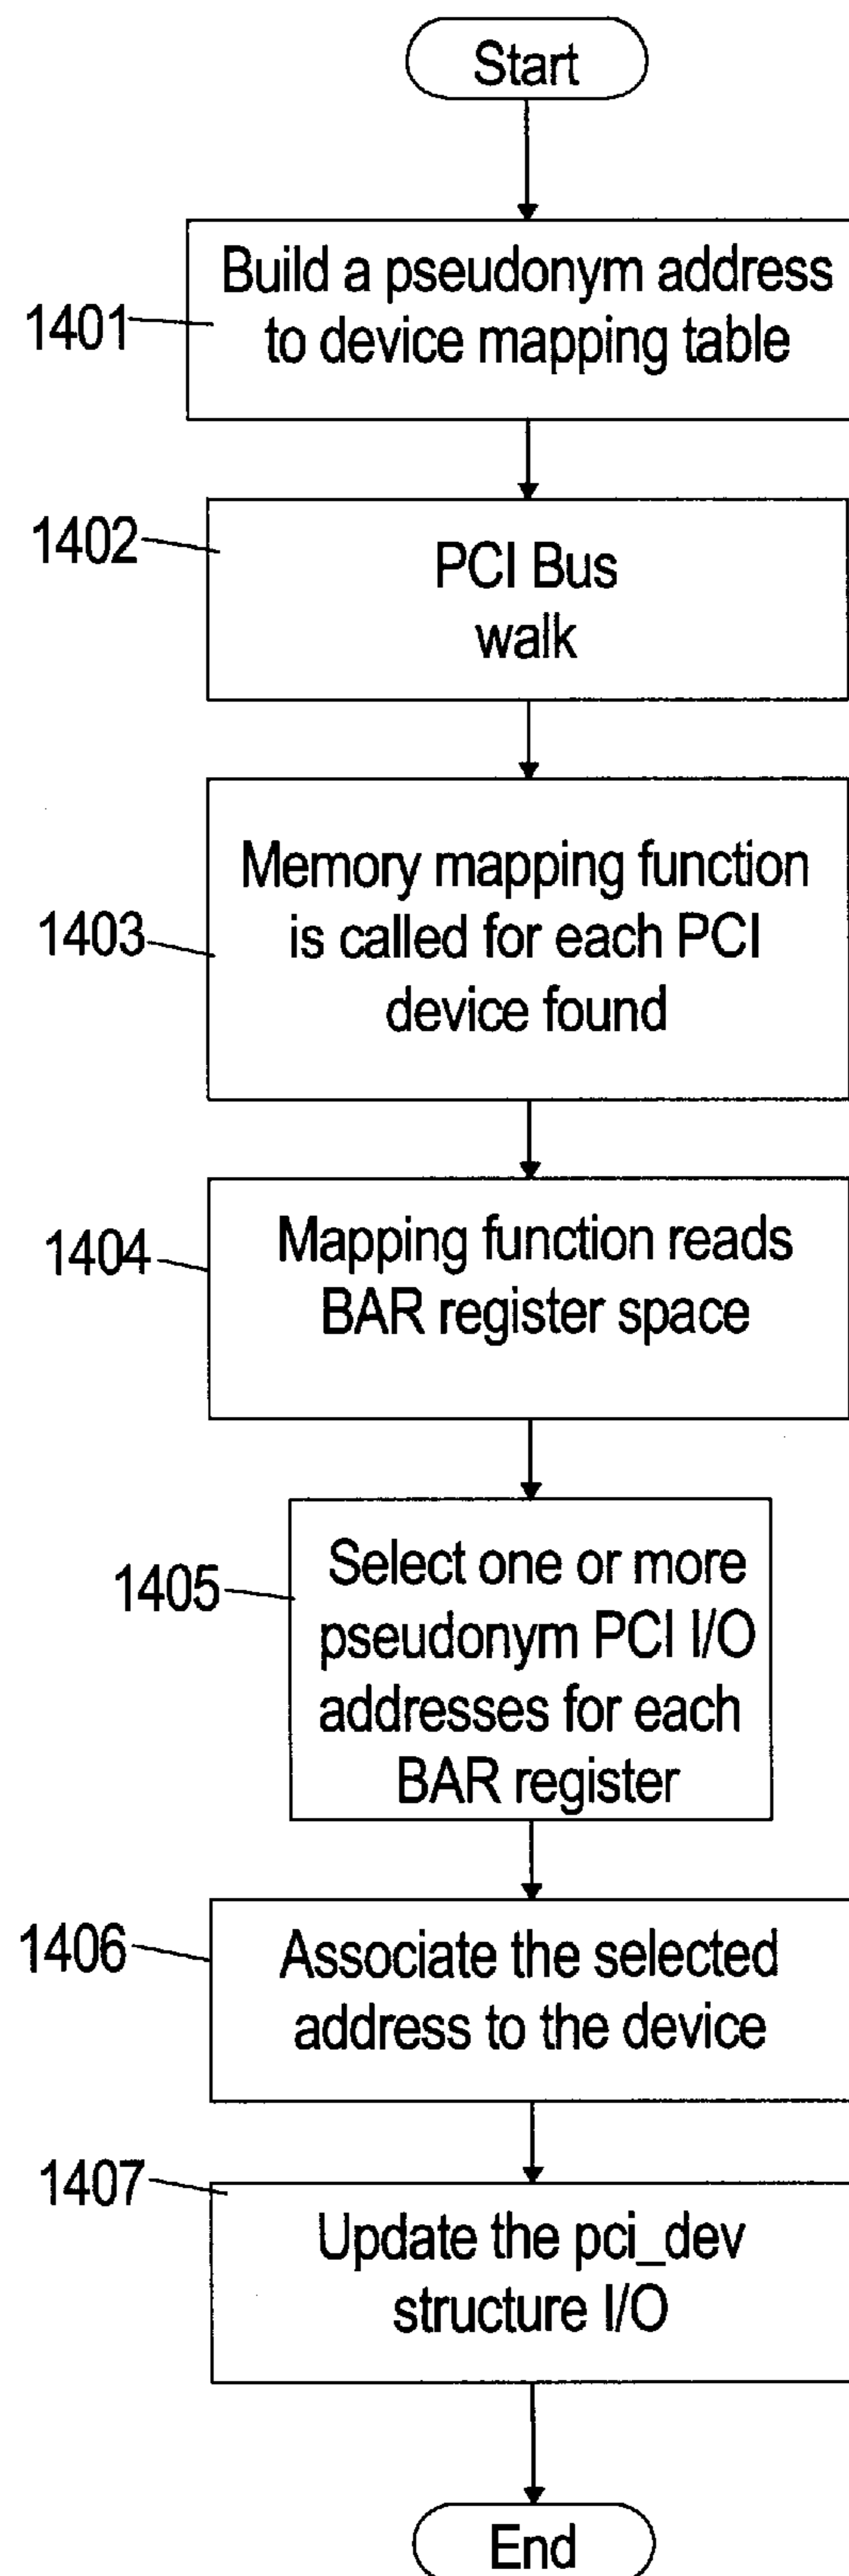 Start
Build a pseudonym address
1401
to device mapping table
1402
PCI Bus
walk
Memory mapping function
1403
is called for each PCI
device found
1404
Mapping function reads
BAR register space
Select one or more
1405
pseudonym PCI I/O
addresses for each
BAR register
1406
Associate the selected
address to the device
1407
Update the pci_dev
structure I/O
End